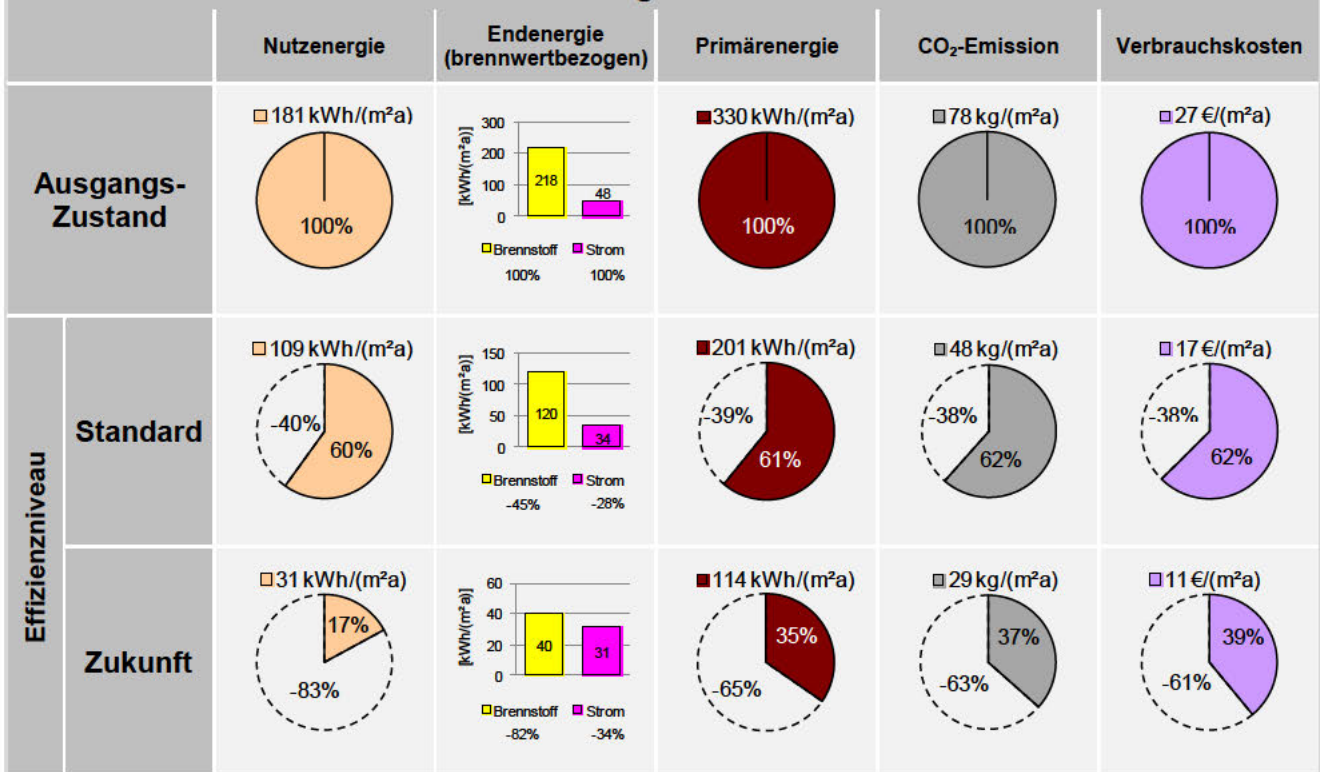 Nutzenergie
Endenergie
(brennwertbezogen)
Primärenergie
CO₂-Emission
Verbrauchskosten
Ausgangs-
Zustand
181 kWh/(m²a)
100%
[kWh/(m²a)]
300
200
100
0
218
48
Brennstoff Strom
100% 100%
330 kWh/(m²a)
100%
78 kg/(m²a)
100%
27 €/(m²a)
100%
Effizienzniveau
Standard
109 kWh/(m²a)
-40%
60%
[kWh/(m²a)]
150
100
50
0
120
34
Brennstoff Strom
-45% -28%
201 kWh/(m²a)
-39%
61%
48 kg/(m²a)
-38%
62%
17 €/(m²a)
-38%
62%
Zukunft
31 kWh/(m²a)
17%
-83%
[kWh/(m²a)]
60
40
20
0
40
31
Brennstoff Strom
-82% -34%
114 kWh/(m²a)
35%
-65%
29 kg/(m²a)
37%
-63%
11 €/(m²a)
39%
-61%